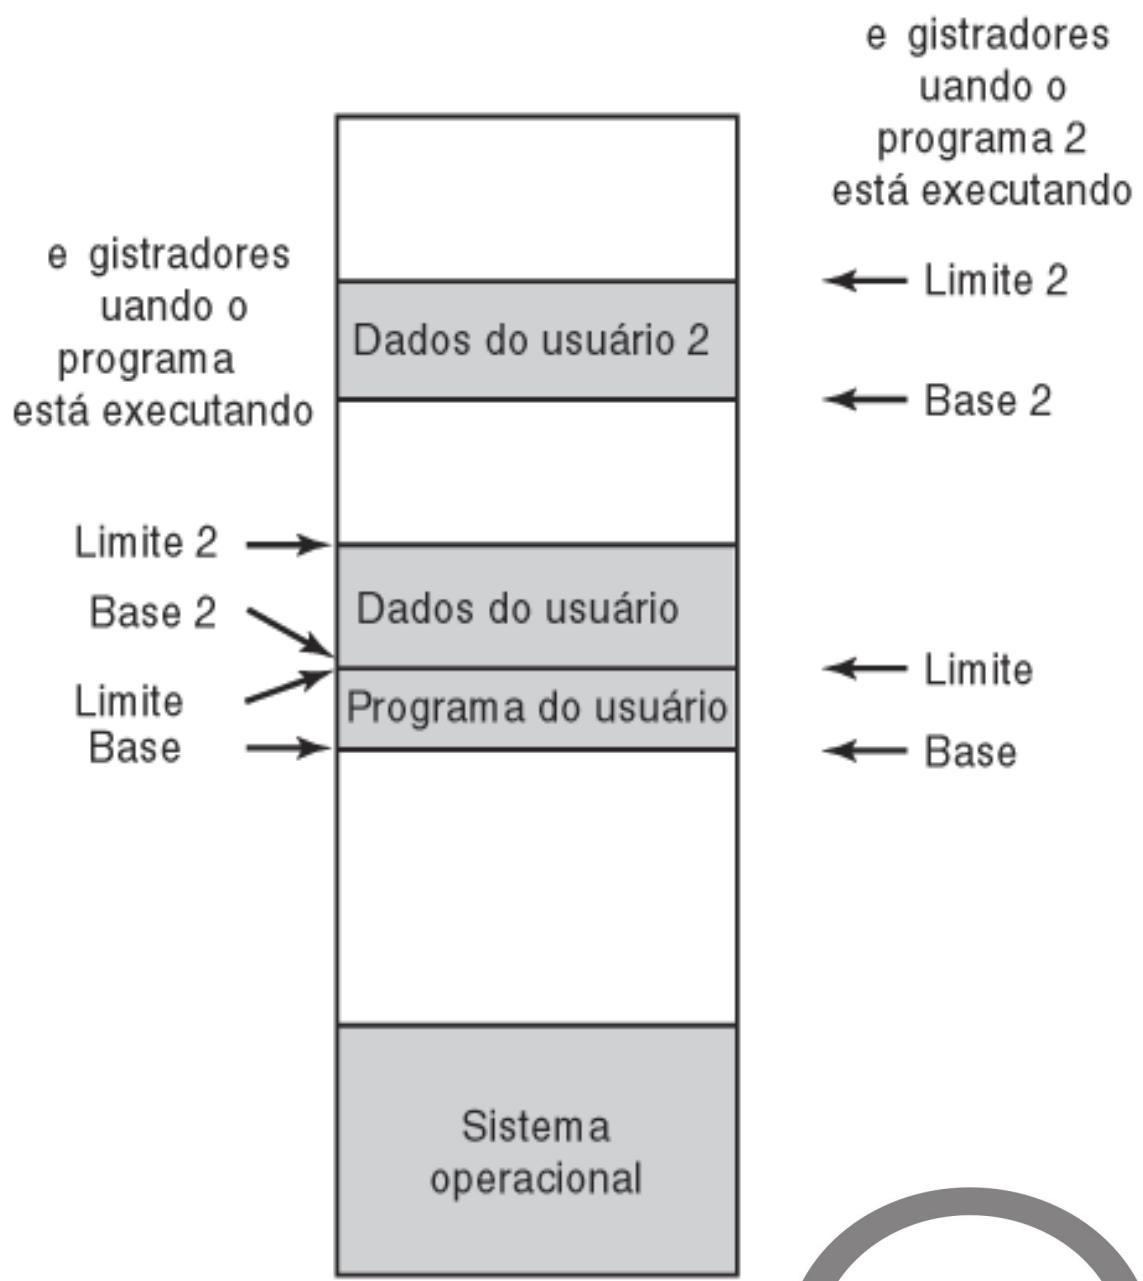 e gistradores
uando o
programa 2
está executando
e gistradores
uando o
programa
está executando
Limite 2
Base 2
Limite
Base
Dados do usuário 2
Dados do usuário
Programa do usuário
Sistema
operacional
Limite 2
Base 2
Limite
Base